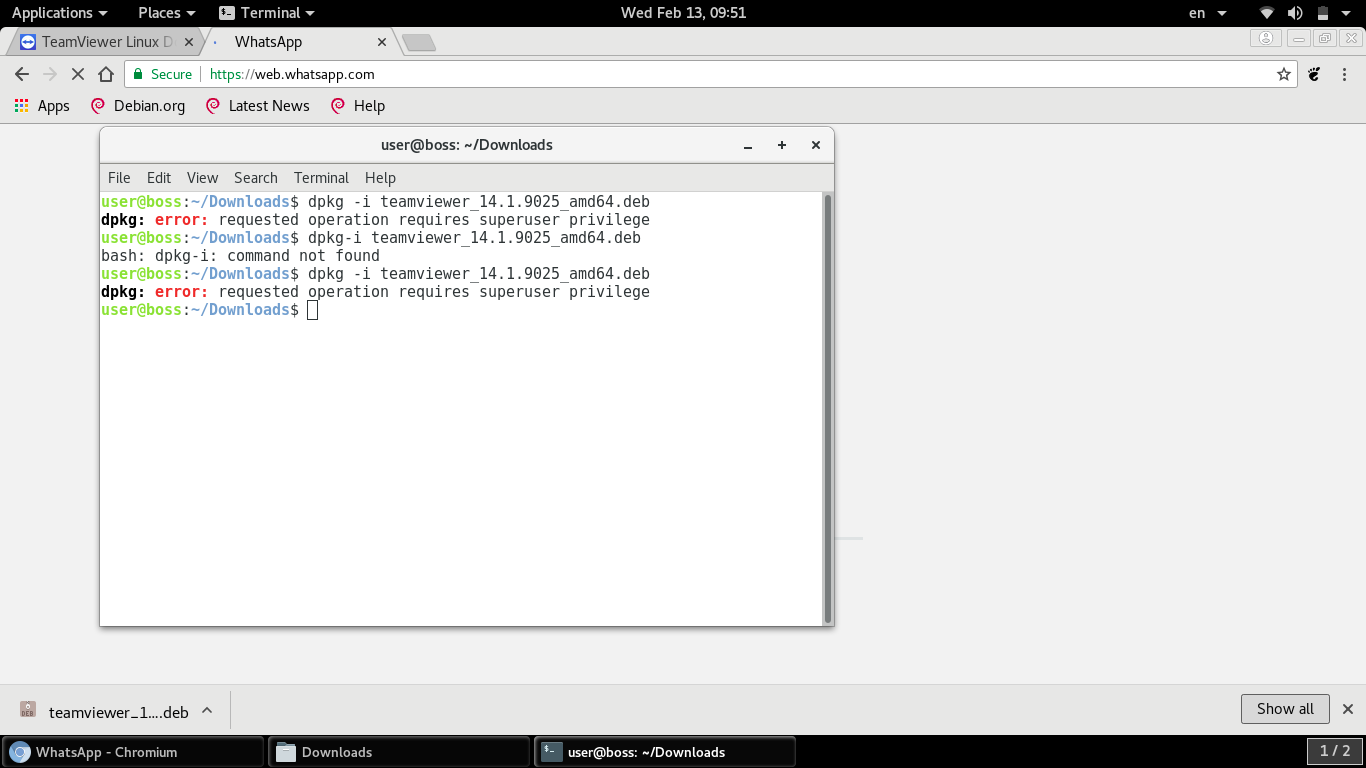 Applications Places Terminal Wed Feb 13, 09:51 en
TeamViewer Linux D WhatsApp
Secure https://web.whatsapp.com
Apps Debian.org Latest News Help
user@boss: ~/Downloads
File Edit View Search Terminal Help
user@boss:~/Downloads$ dpkg -i teamviewer_14.1.9025_amd64.deb
dpkg: error: requested operation requires superuser privilege
user@boss:~/Downloads$ dpkg-i teamviewer_14.1.9025_amd64.deb
bash: dpkg-i: command not found
user@boss:~/Downloads$ dpkg -i teamviewer_14.1.9025_amd64.deb
dpkg: error: requested operation requires superuser privilege
user@boss:~/Downloads$
DEB teamviewer_1....deb Show all
WhatsApp - Chromium Downloads user@boss: ~/Downloads 1 / 2